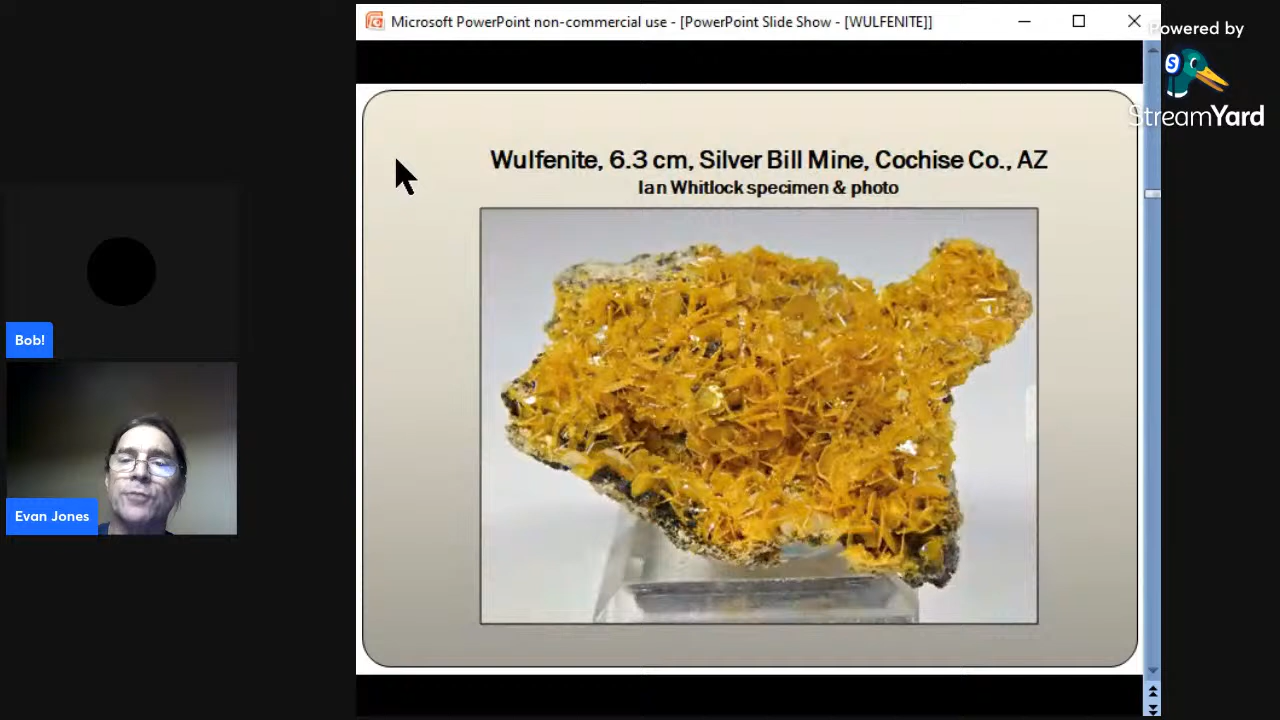 Microsoft PowerPoint non-commercial use - [PowerPoint Slide Show - [WULFENITE]]
Powered by
S
StreamYard
Wulfenite, 6.3 cm, Silver Bill Mine, Cochise Co., AZ
Ian Whitlock specimen & photo
Bob!
Evan Jones